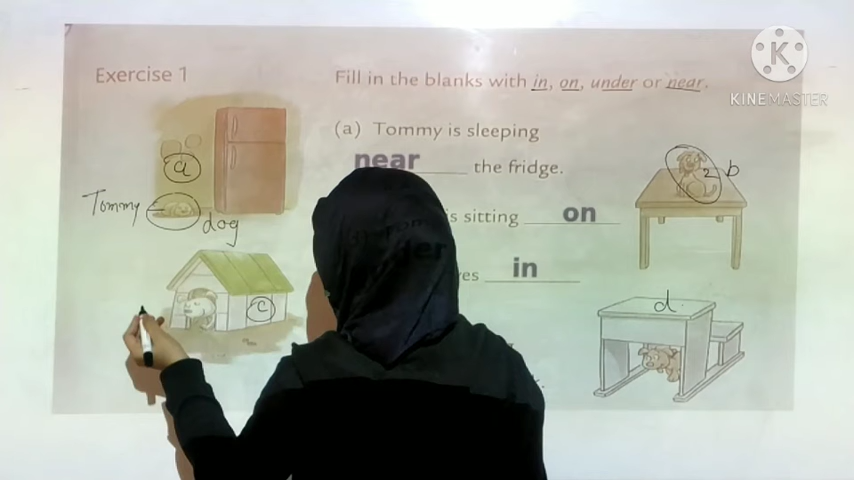 Exercise 1
Fill in the blanks with in, on, under or near.
(a) Tommy is sleeping
near the fridge.
is sitting on
in
a
Tommy
dog
c
2 b
d
K
KINEMASTER